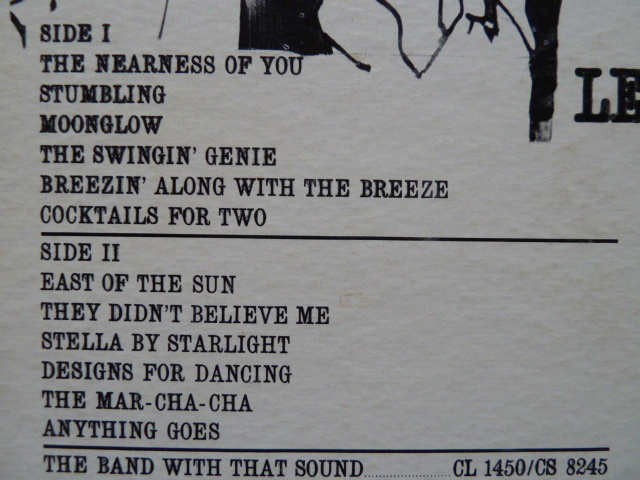 SIDE I
THE NEARNESS OF YOU
STUMBLING
MOONGLOW
THE SWINGIN' GENIE
BREEZIN' ALONG WITH THE BREEZE
COCKTAILS FOR TWO
LE
SIDE II
EAST OF THE SUN
THEY DIDN'T BELIEVE ME
STELLA BY STARLIGHT
DESIGNS FOR DANCING
THE MAR-CHA-CHA
ANYTHING GOES
THE BAND WITH THAT SOUND....................CL 1450/CS 8245